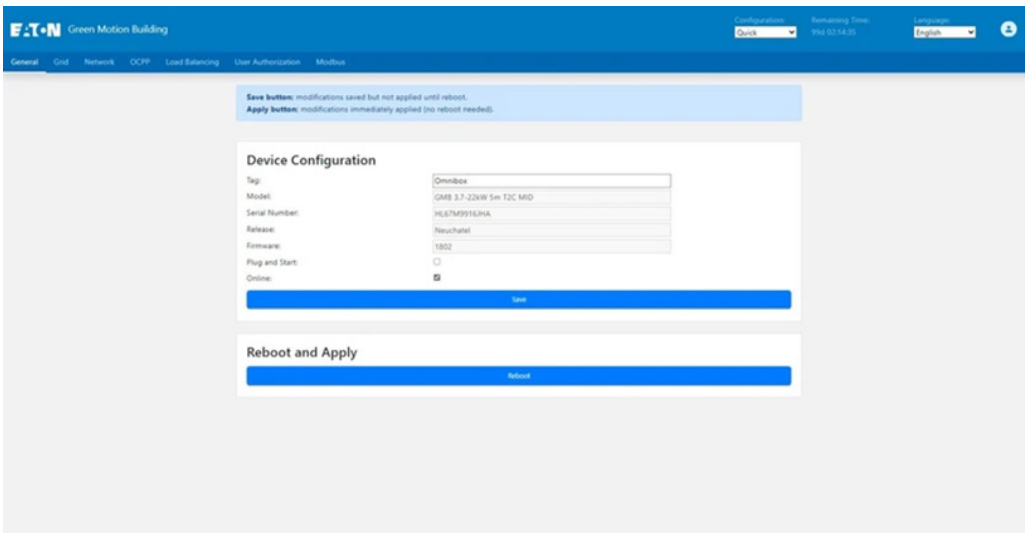 EATON Green Motion Building
Configuration: Remaining Time: Language:
Quick 99d 02:14:35 English
General Grid Network OCPP Load Balancing User Authorization Modbus
Save button: modifications saved but not applied until reboot.
Apply button: modifications immediately applied (no reboot needed).
Device Configuration
Tag: Omnibox
Model: GMB 3.7-22kW 5m T2C MID
Serial Number: HL67M9916JHA
Release: Neuchatel
Firmware: 1802
Plug and Start:
Online:
Save
Reboot and Apply
Reboot